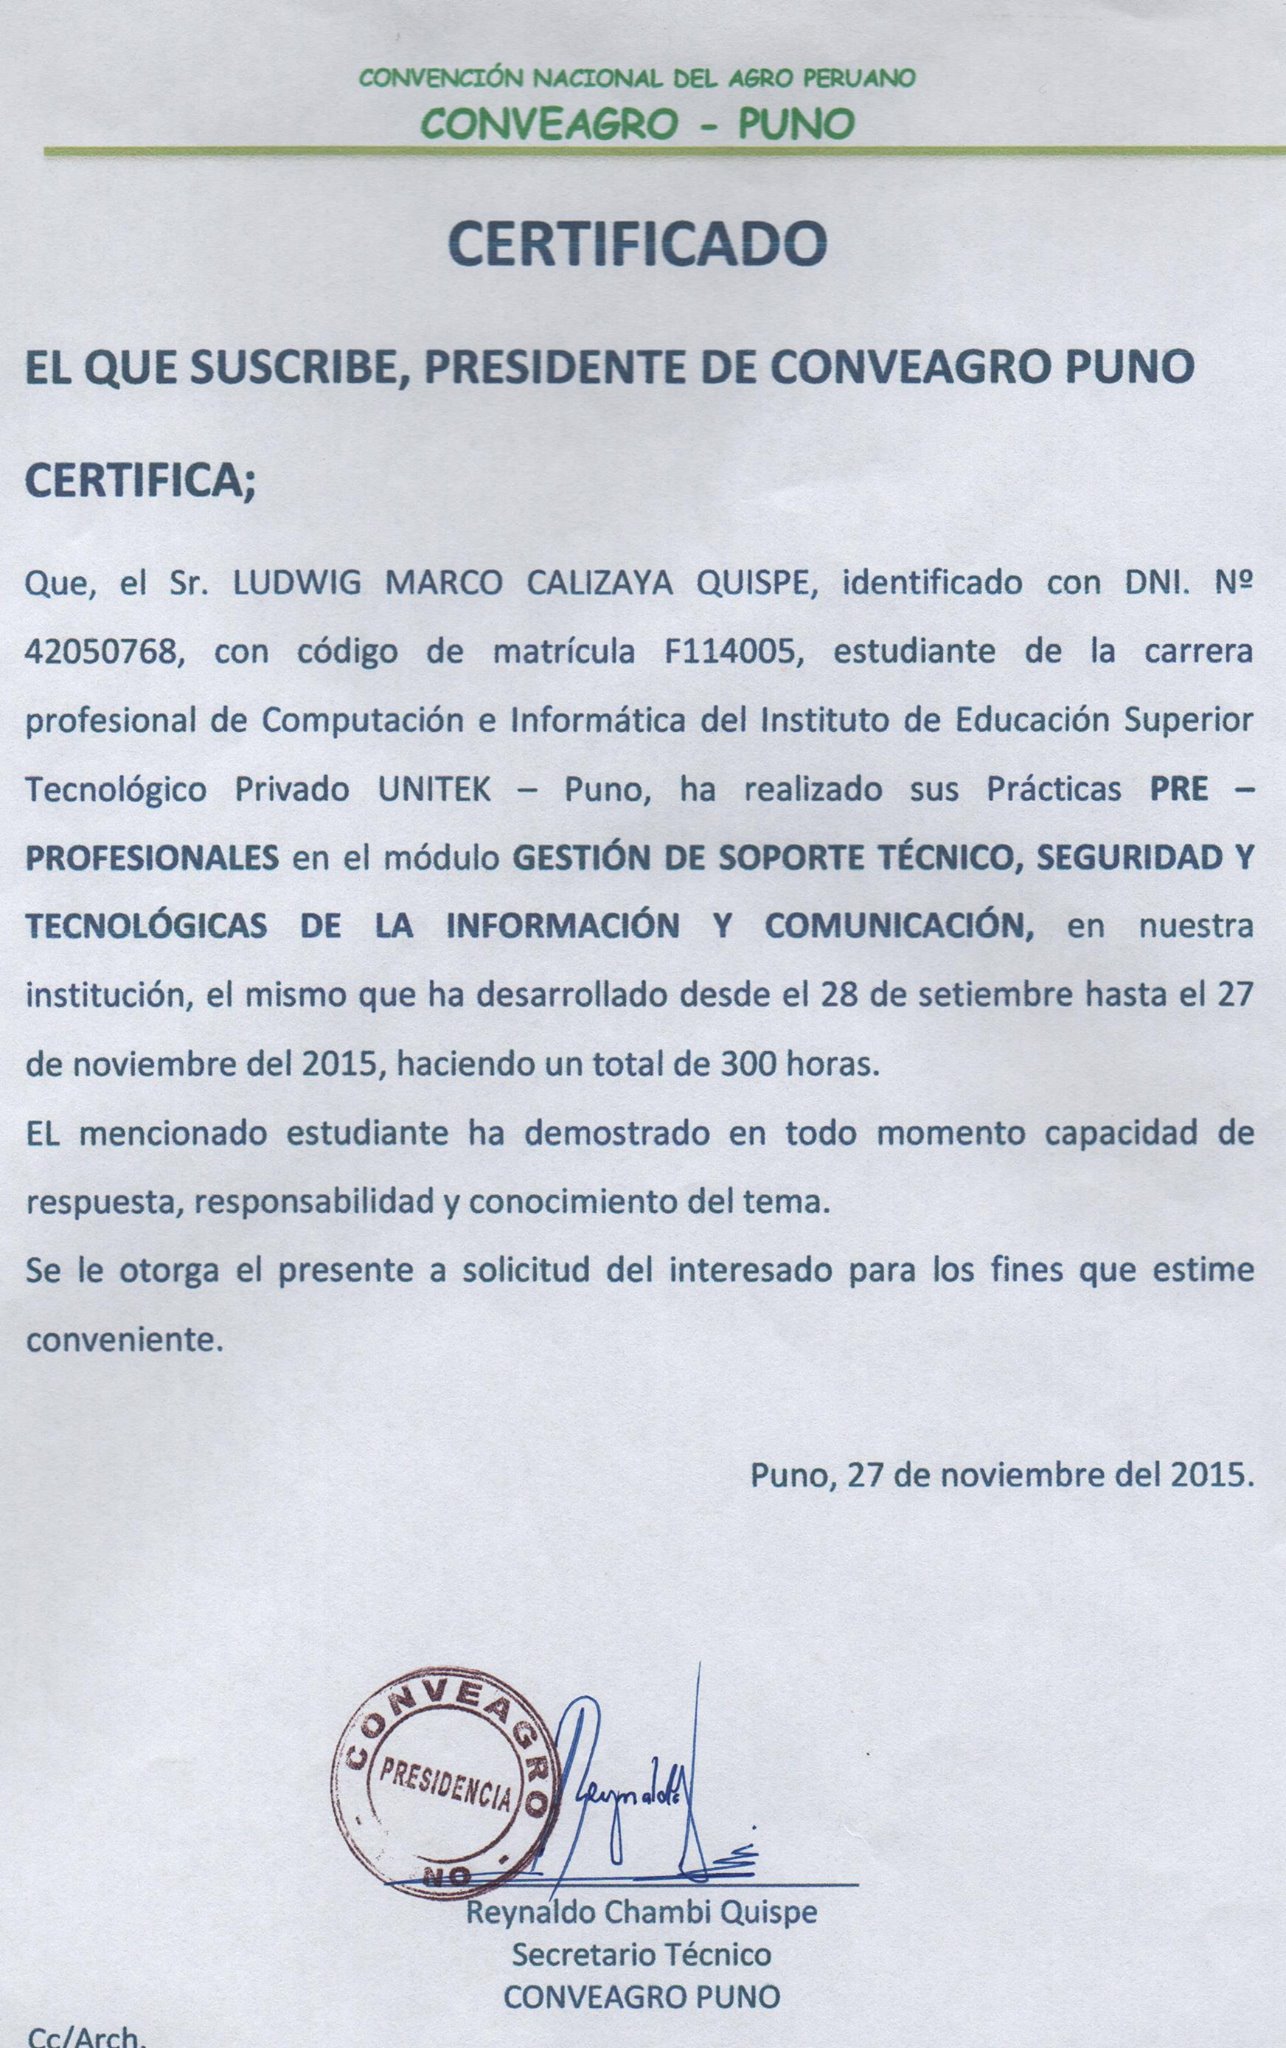 CONVENCIÓN NACIONAL DEL AGRO PERUANO
CONVEAGRO - PUNO
CERTIFICADO
EL QUE SUSCRIBE, PRESIDENTE DE CONVEAGRO PUNO
CERTIFICA;
Que, el Sr. LUDWIG MARCO CALIZAYA QUISPE, identificado con DNI. Nº
42050768, con código de matrícula F114005, estudiante de la carrera
profesional de Computación e Informática del Instituto de Educación Superior
Tecnológico Privado UNITEK – Puno, ha realizado sus Prácticas PRE –
PROFESIONALES en el módulo GESTIÓN DE SOPORTE TÉCNICO, SEGURIDAD Y
TECNOLÓGICAS DE LA INFORMACIÓN Y COMUNICACIÓN, en nuestra
institución, el mismo que ha desarrollado desde el 28 de setiembre hasta el 27
de noviembre del 2015, haciendo un total de 300 horas.
EL mencionado estudiante ha demostrado en todo momento capacidad de
respuesta, responsabilidad y conocimiento del tema.
Se le otorga el presente a solicitud del interesado para los fines que estime
conveniente.
Puno, 27 de noviembre del 2015.
CONVEAGRO
PRESIDENCIA
NO
Reynaldo
Reynaldo Chambi Quispe
Secretario Técnico
CONVEAGRO PUNO
Cc/Arch.